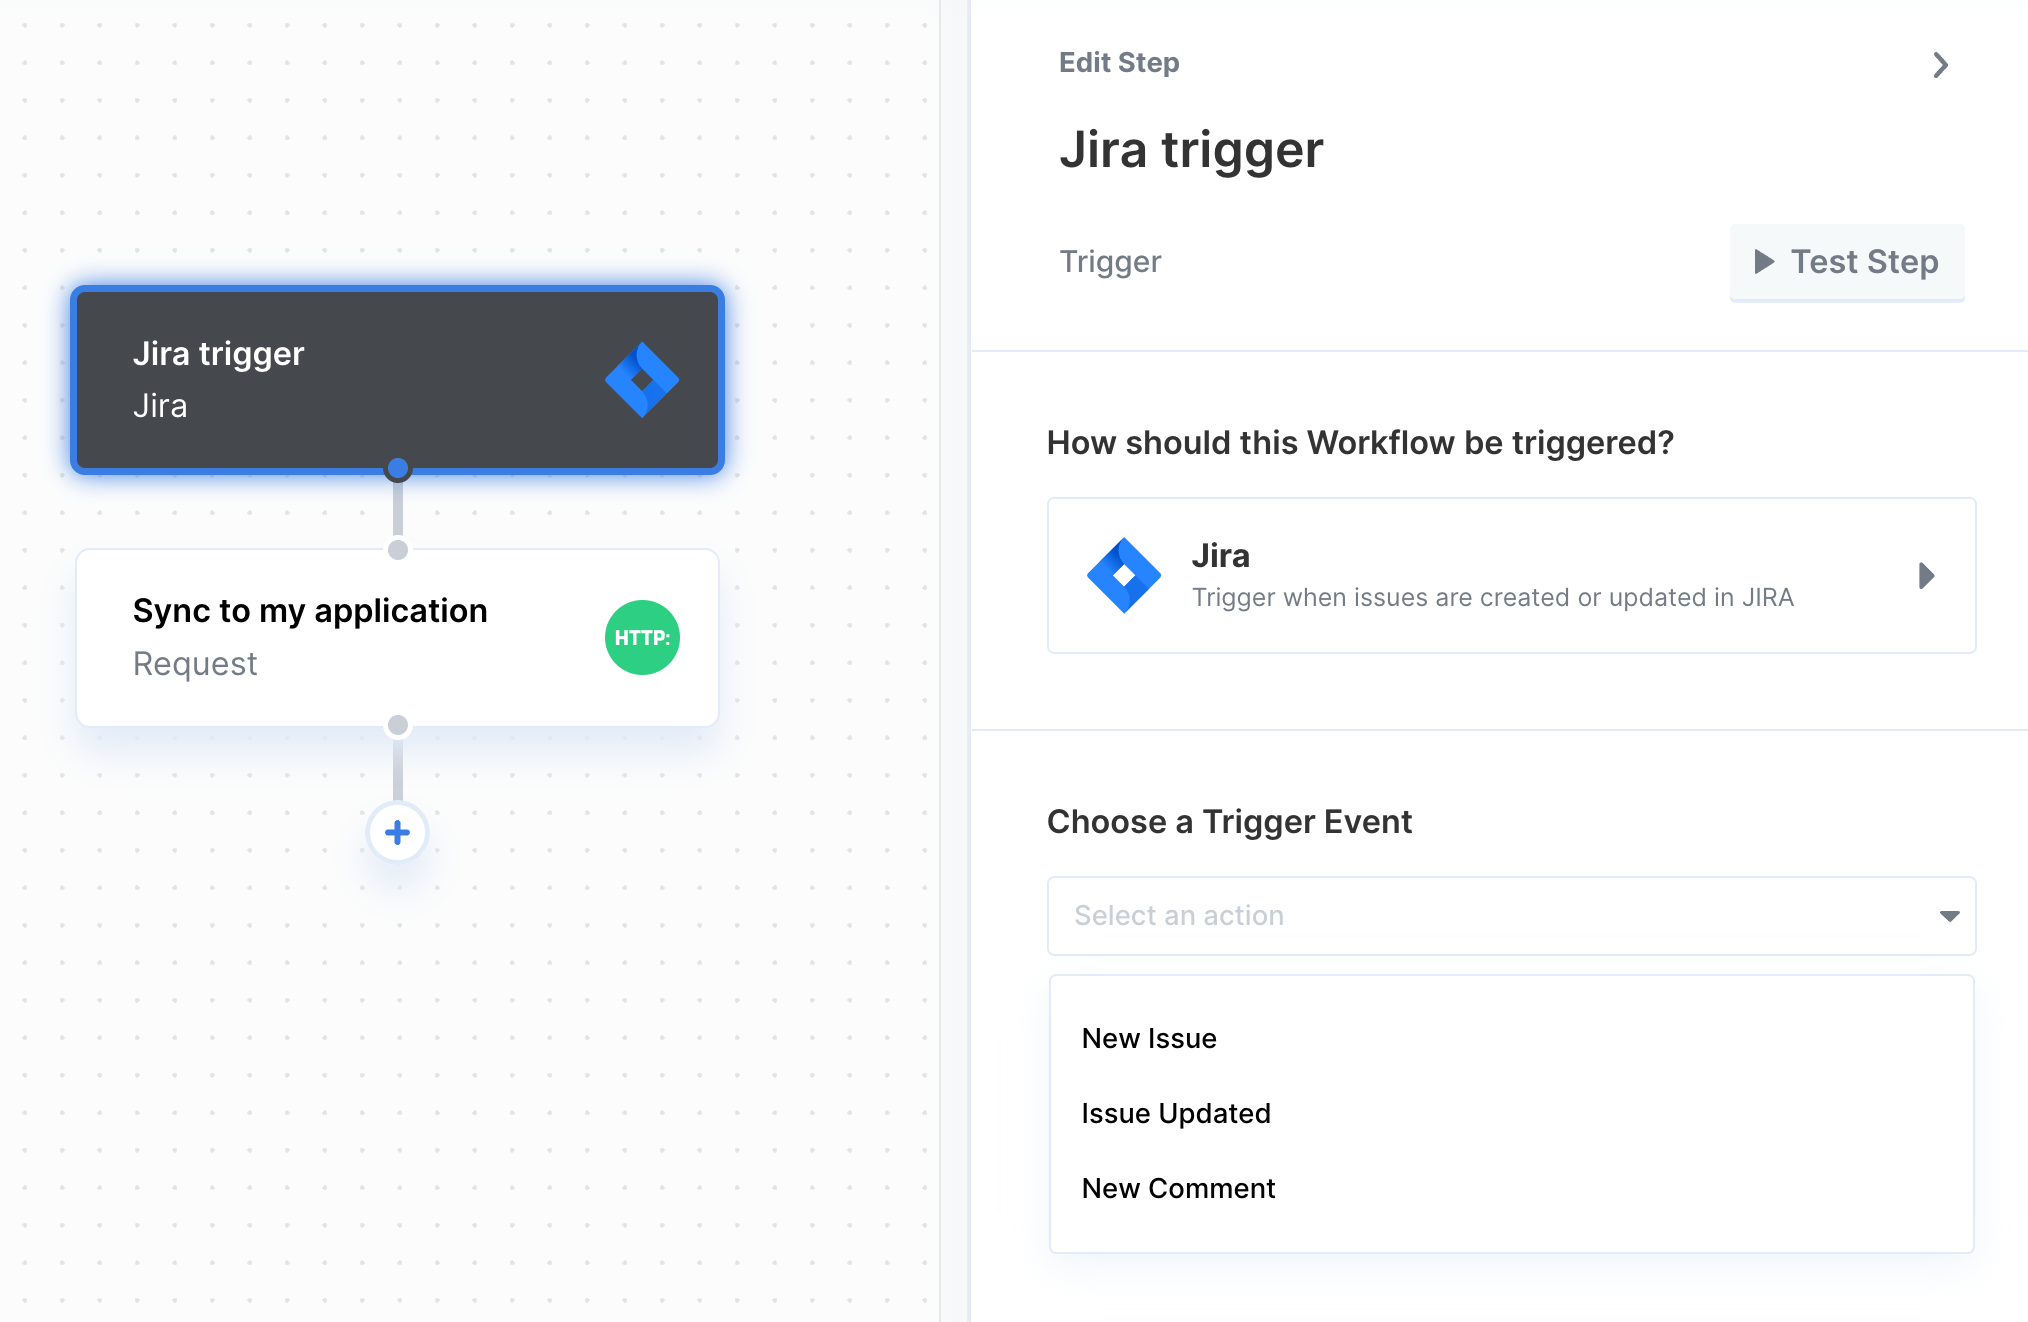 Jira trigger
Jira
Sync to my application
Request
HTTP:
Edit Step
Jira trigger
Trigger
Test Step
How should this Workflow be triggered?
Jira
Trigger when issues are created or updated in JIRA
Choose a Trigger Event
Select an action
New Issue
Issue Updated
New Comment